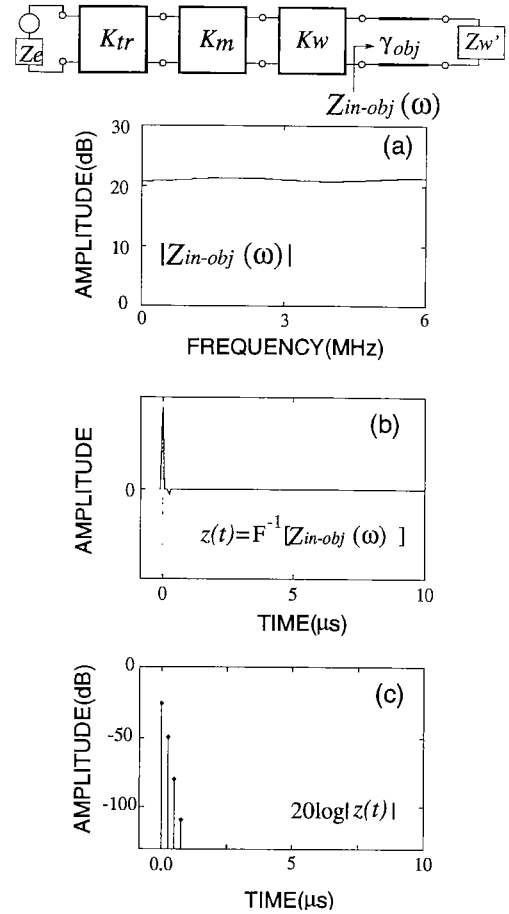 Ze Ktr Km Kw γobj Zw'
Zin-obj (ω)
(a)
AMPLITUDE(dB)
30
20
10
0
|Zin-obj (ω)|
0 3 6
FREQUENCY(MHz)
(b)
AMPLITUDE
0
z(t)=F⁻¹[Zin-obj (ω) ]
0 5 10
TIME(μs)
(c)
AMPLITUDE(dB)
0
-50
-100
20log|z(t)|
0.0 5 10
TIME(μs)